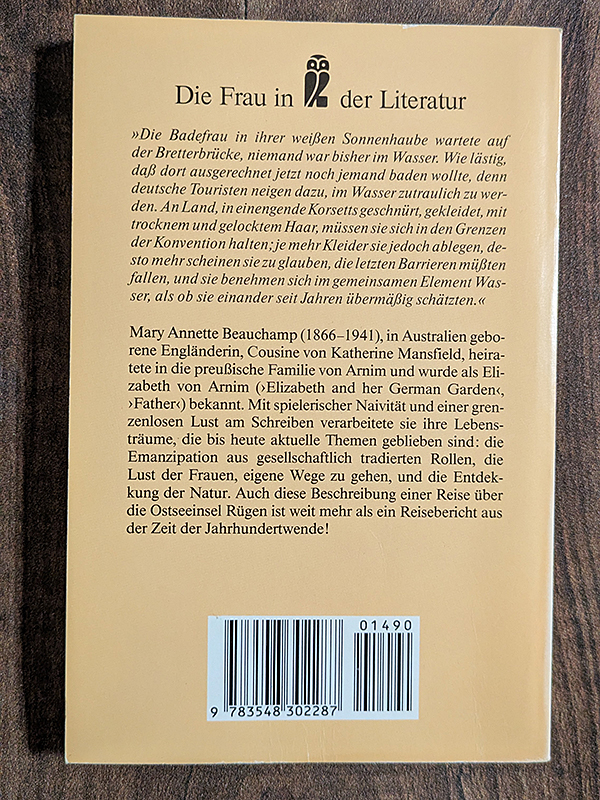 Die Frau in der Literatur
»Die Badefrau in ihrer weißen Sonnenhaube wartete auf
der Bretterbrücke, niemand war bisher im Wasser. Wie lästig,
daß dort ausgerechnet jetzt noch jemand baden wollte, denn
deutsche Touristen neigen dazu, im Wasser zutraulich zu wer-
den. An Land, in einengende Korsetts geschnürt, gekleidet, mit
trocknem und gelocktem Haar, müssen sie sich in den Grenzen
der Konvention halten; je mehr Kleider sie jedoch ablegen, de-
sto mehr scheinen sie zu glauben, die letzten Barrieren müßten
fallen, und sie benehmen sich im gemeinsamen Element Was-
ser, als ob sie einander seit Jahren übermäßig schätzten.«
Mary Annette Beauchamp (1866–1941), in Australien gebo-
rene Engländerin, Cousine von Katherine Mansfield, heira-
tete in die preußische Familie von Arnim und wurde als Eli-
zabeth von Arnim (›Elizabeth and her German Garden‹,
›Father‹) bekannt. Mit spielerischer Naivität und einer gren-
zenlosen Lust am Schreiben verarbeitete sie ihre Lebens-
träume, die bis heute aktuelle Themen geblieben sind: die
Emanzipation aus gesellschaftlich tradierten Rollen, die
Lust der Frauen, eigene Wege zu gehen, und die Entdek-
kung der Natur. Auch diese Beschreibung einer Reise über
die Ostseeinsel Rügen ist weit mehr als ein Reisebericht aus
der Zeit der Jahrhundertwende!
01490
9 783548 302287